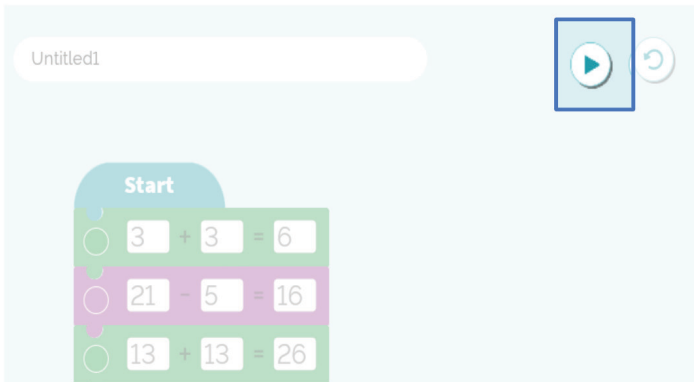 Untitled1
Start
3 + 3 = 6
21 - 5 = 16
13 + 13 = 26